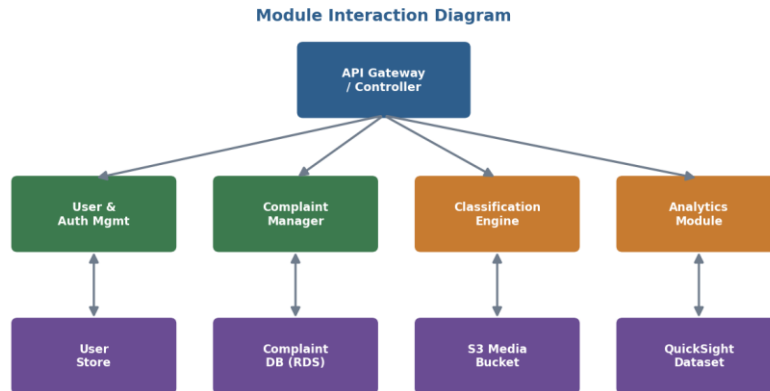 Module Interaction Diagram
API Gateway
/ Controller
User &
Auth Mgmt
Complaint
Manager
Classification
Engine
Analytics
Module
User
Store
Complaint
DB (RDS)
S3 Media
Bucket
QuickSight
Dataset